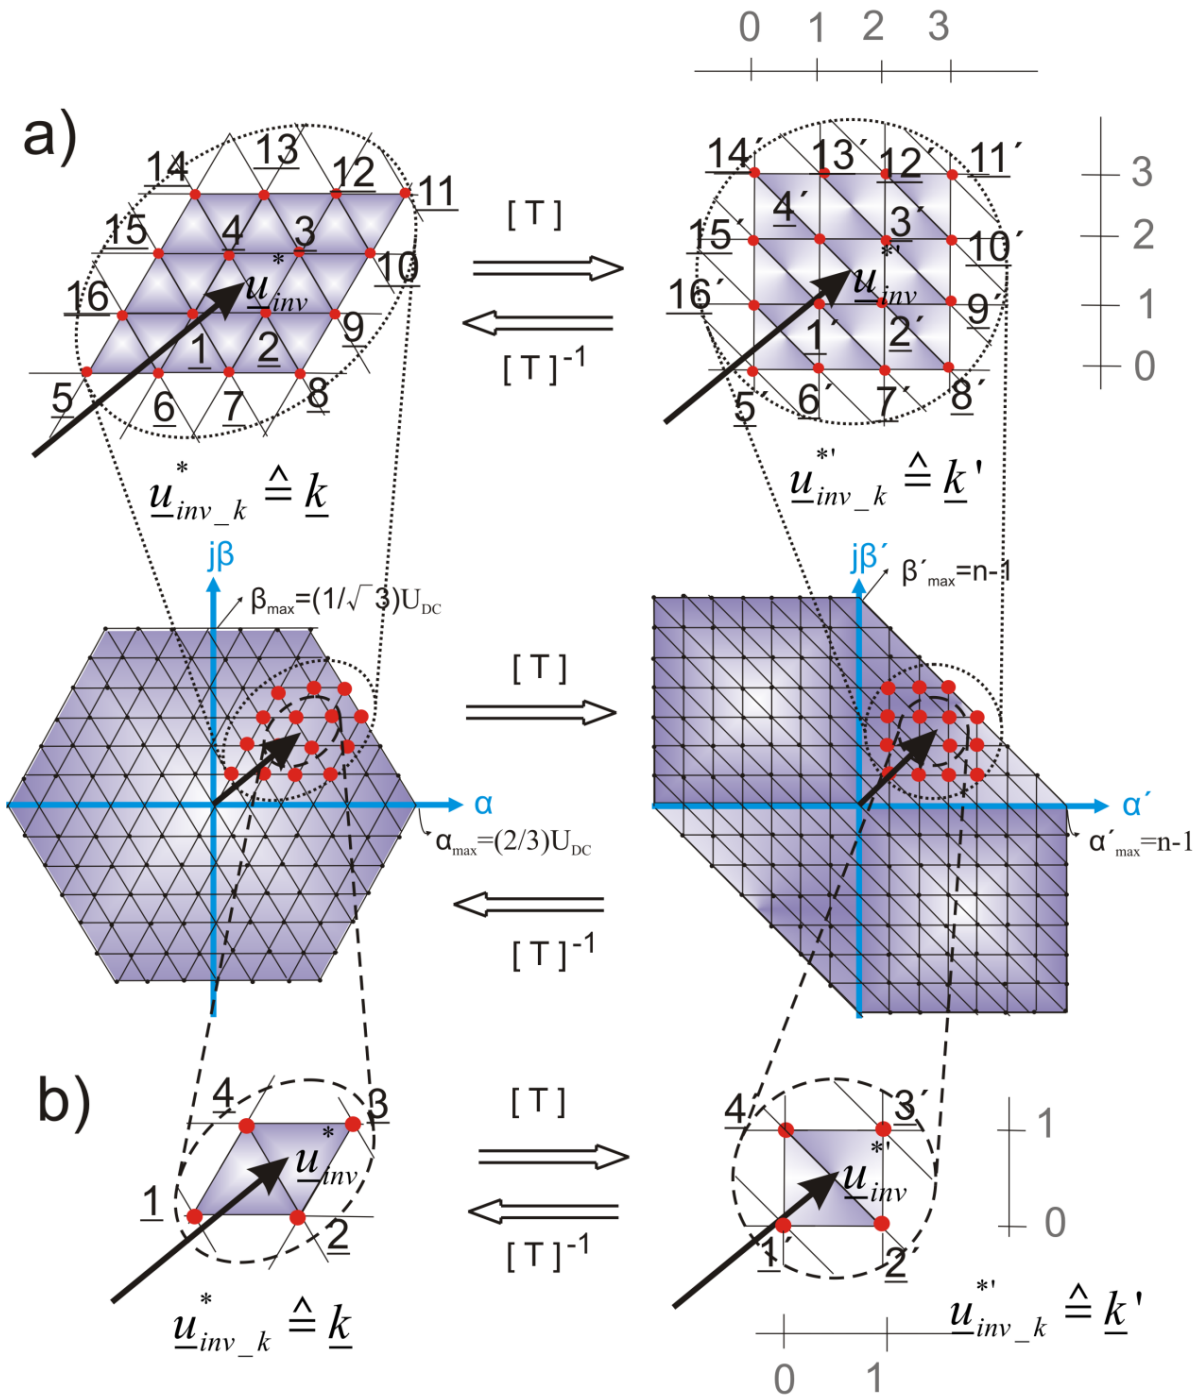 0 1 2 3
a)
14 13 12 11
15 4 3 10
u*inv
16 9
1 2
5 6 7 8
[T]
[T]-1
14´ 13´ 12´ 11´
4´ 3´
15´ 10´
u*'inv
16´ 9´
1´ 2´
5´ 6´ 7´ 8´
3
2
1
0
u*inv_k ≙ k
u*'inv_k ≙ k'
jβ
βmax=(1/√3)UDC
α
αmax=(2/3)UDC
[T]
[T]-1
jβ´
β´max=n-1
α´
α´max=n-1
b)
4 3
u*inv
1 2
[T]
[T]-1
4 3´
u*'inv
1´ 2´
1
0
u*inv_k ≙ k
u*'inv_k ≙ k'
0 1